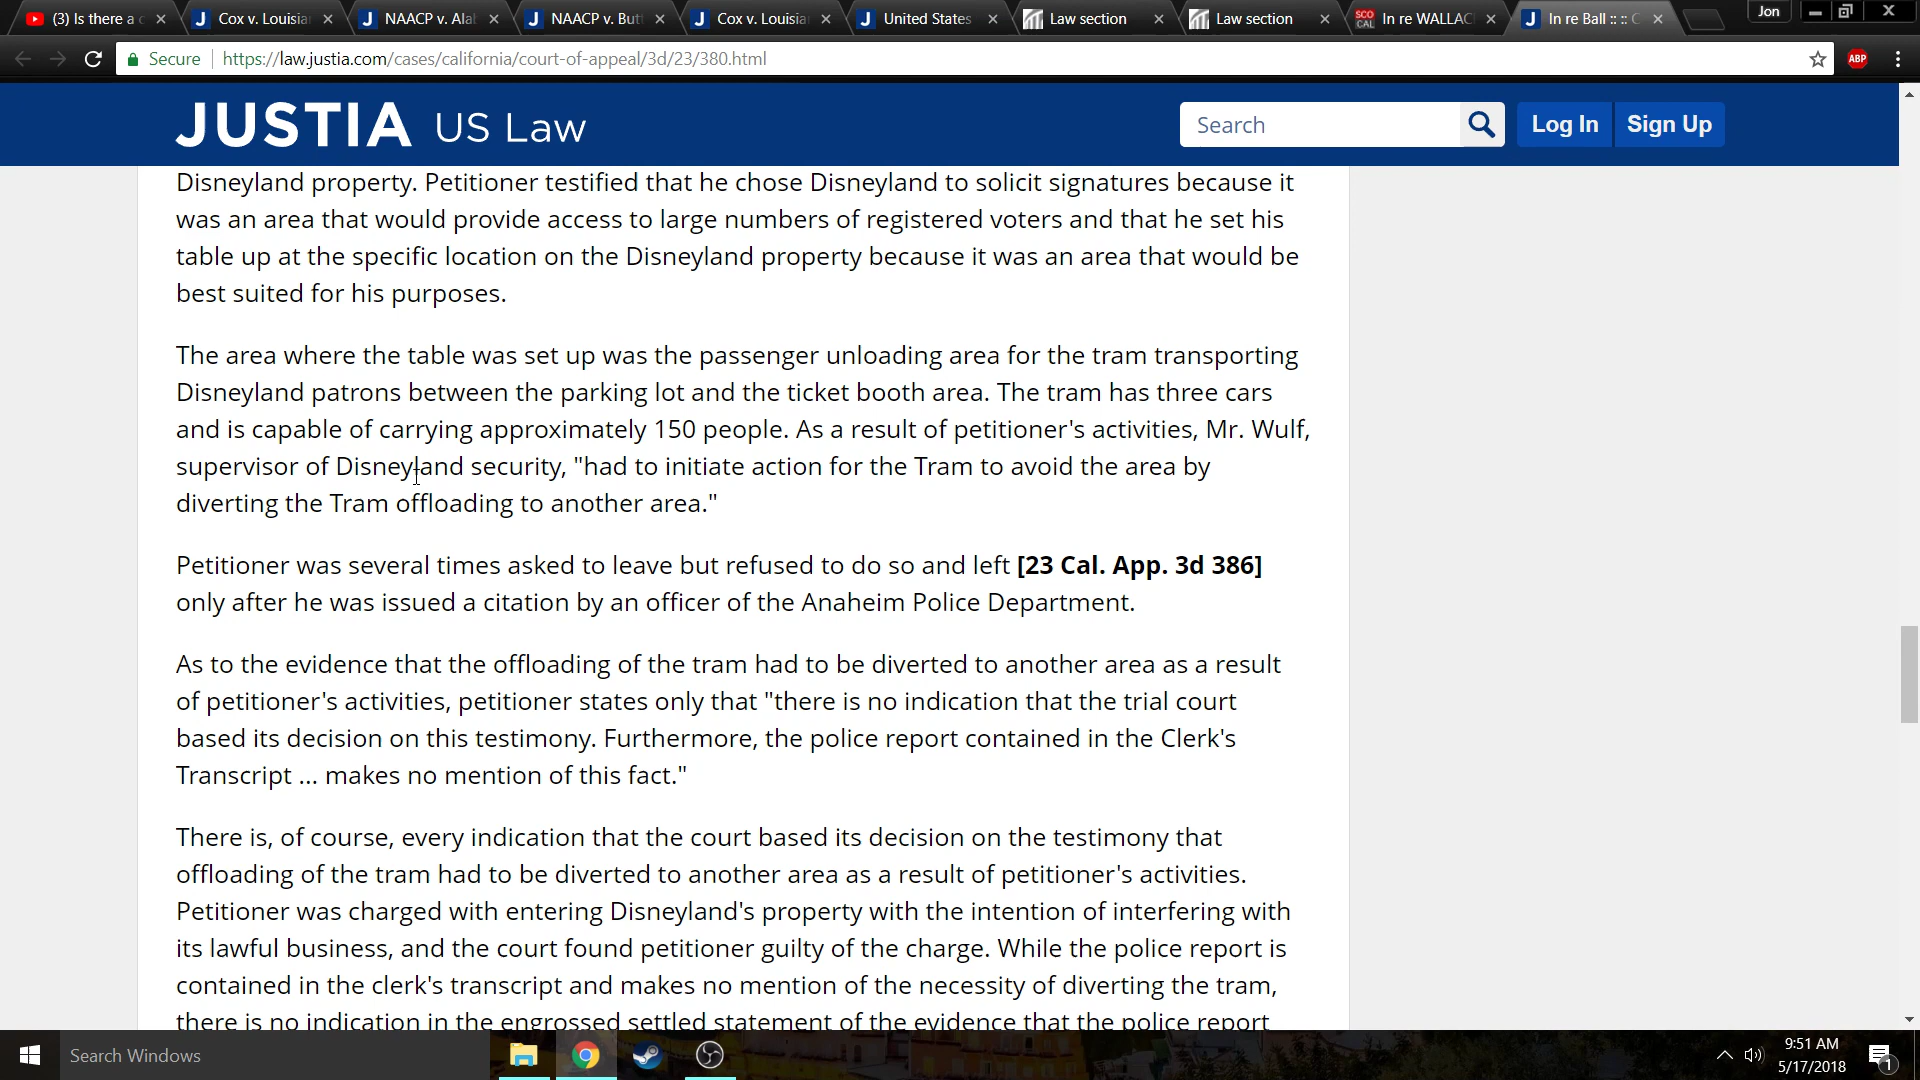 (3) Is there a c
Cox v. Louisian
NAACP v. Alab
NAACP v. Butt
Cox v. Louisian
United States
Law section
Law section
SCO CAL
In re WALLAC
In re Ball :: :: C
Jon
Secure
https://law.justia.com/cases/california/court-of-appeal/3d/23/380.html
ABP
JUSTIA US Law
Search
Log In
Sign Up
Disneyland property. Petitioner testified that he chose Disneyland to solicit signatures because it
was an area that would provide access to large numbers of registered voters and that he set his
table up at the specific location on the Disneyland property because it was an area that would be
best suited for his purposes.
The area where the table was set up was the passenger unloading area for the tram transporting
Disneyland patrons between the parking lot and the ticket booth area. The tram has three cars
and is capable of carrying approximately 150 people. As a result of petitioner's activities, Mr. Wulf,
supervisor of Disneyland security, "had to initiate action for the Tram to avoid the area by
diverting the Tram offloading to another area."
Petitioner was several times asked to leave but refused to do so and left [23 Cal. App. 3d 386]
only after he was issued a citation by an officer of the Anaheim Police Department.
As to the evidence that the offloading of the tram had to be diverted to another area as a result
of petitioner's activities, petitioner states only that "there is no indication that the trial court
based its decision on this testimony. Furthermore, the police report contained in the Clerk's
Transcript ... makes no mention of this fact."
There is, of course, every indication that the court based its decision on the testimony that
offloading of the tram had to be diverted to another area as a result of petitioner's activities.
Petitioner was charged with entering Disneyland's property with the intention of interfering with
its lawful business, and the court found petitioner guilty of the charge. While the police report is
contained in the clerk's transcript and makes no mention of the necessity of diverting the tram,
there is no indication in the engrossed settled statement of the evidence that the police report
Search Windows
9:51 AM
5/17/2018
1